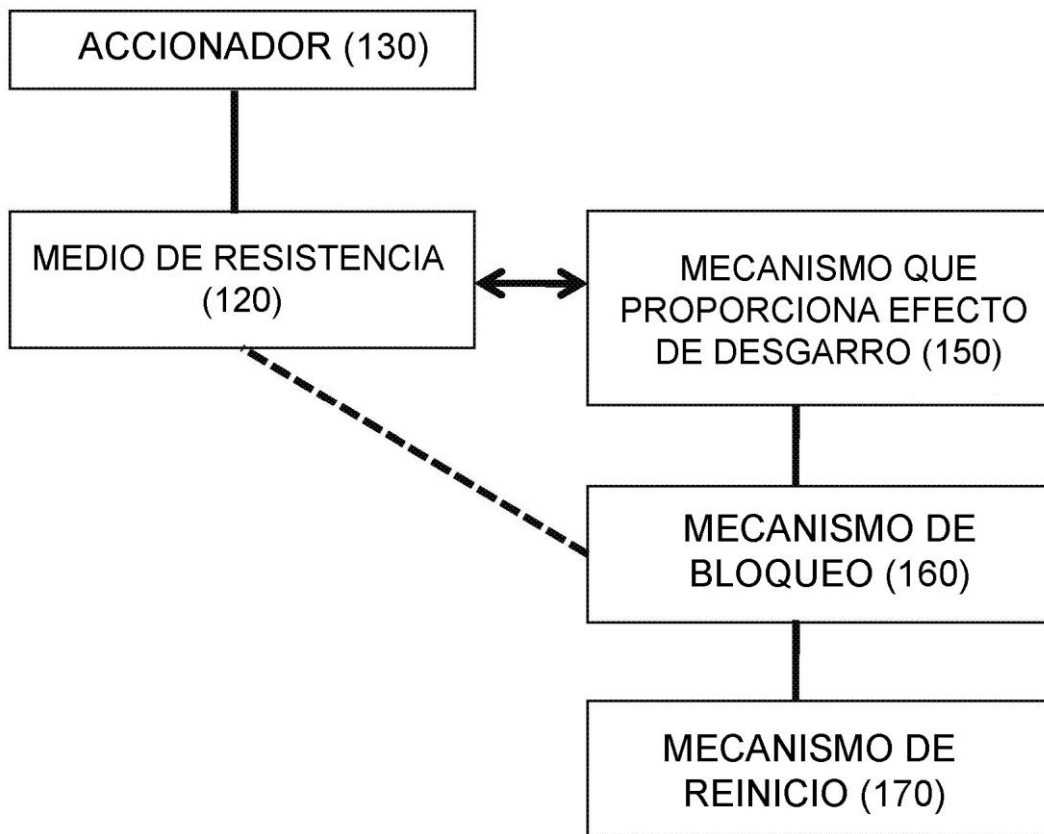 ACCIONADOR (130)
MEDIO DE RESISTENCIA
(120)
MECANISMO QUE
PROPORCIONA EFECTO
DE DESGARRO (150)
MECANISMO DE
BLOQUEO (160)
MECANISMO DE
REINICIO (170)